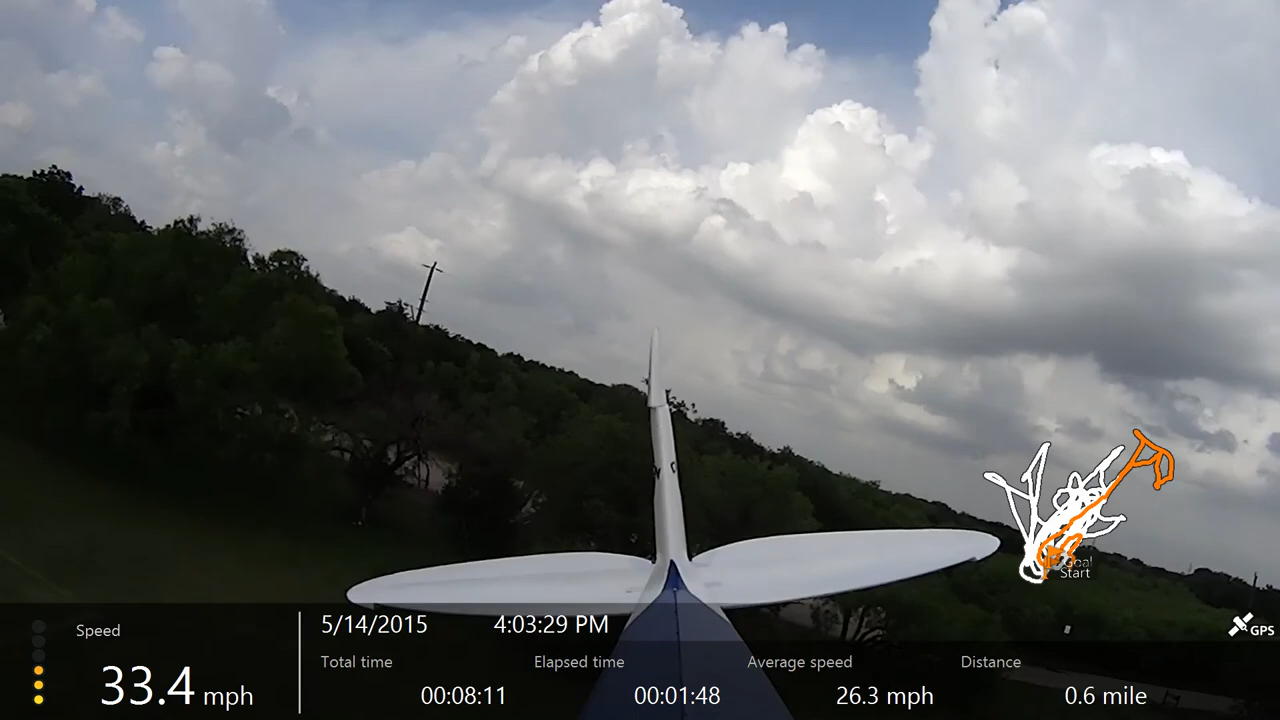 Goal
Start
GPS
Speed
33.4 mph
5/14/2015 4:03:29 PM
Total time Elapsed time Average speed Distance
00:08:11 00:01:48 26.3 mph 0.6 mile